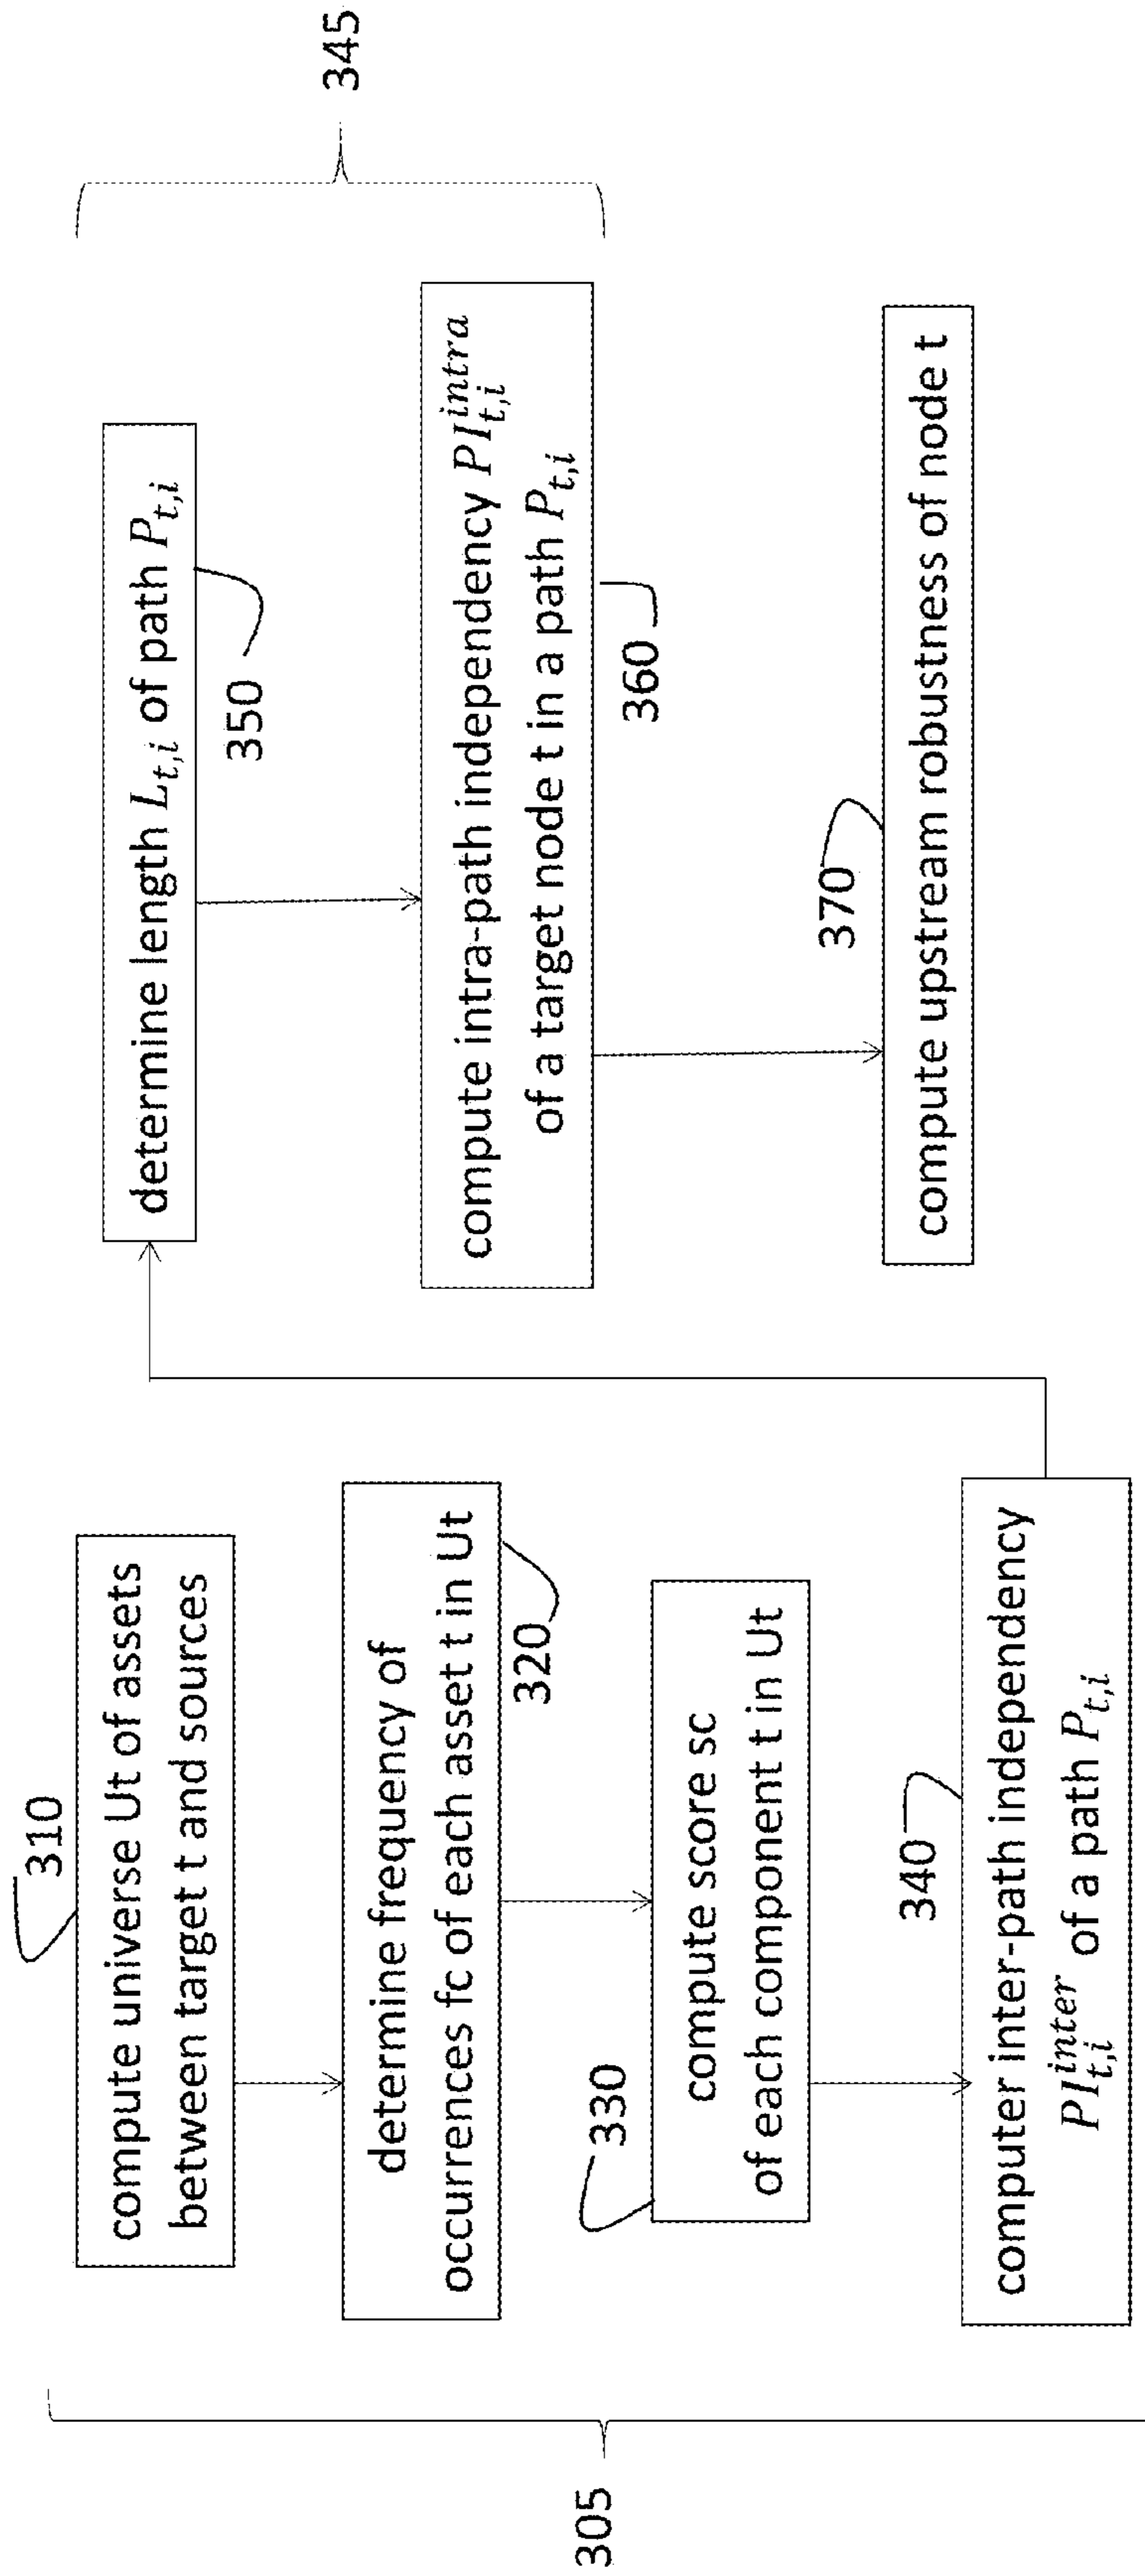 310
compute universe Ut of assets
between target t and sources
determine frequency of
occurrences fc of each asset t in Ut
320
330
compute score sc
of each component t in Ut
340
computer inter-path independency
$PI_{t,i}^{inter}$ of a path $P_{t,i}$
305
determine length $L_{t,i}$ of path $P_{t,i}$
350
compute intra-path independency $PI_{t,i}^{intra}$
of a target node t in a path $P_{t,i}$
360
345
370
compute upstream robustness of node t